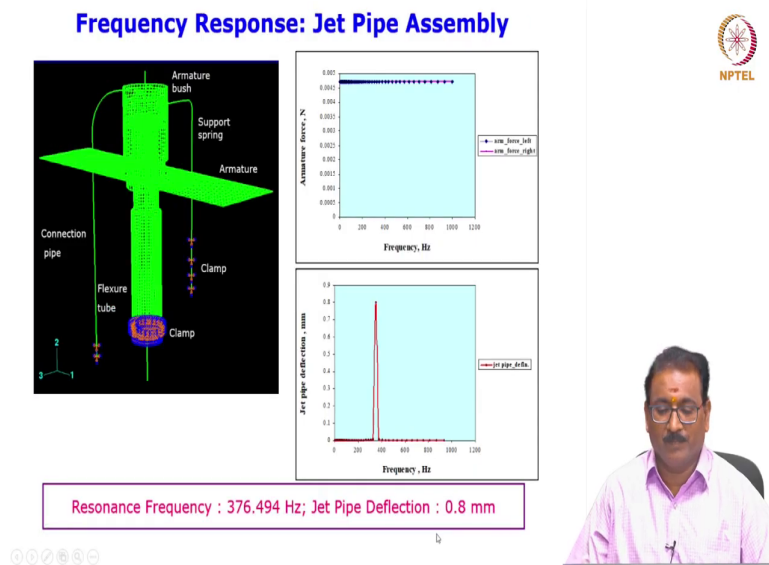 Frequency Response: Jet Pipe Assembly
NPTEL
Armature
bush
Support
spring
Armature
Connection
pipe
Flexure
tube
Clamp
Clamp
2
3
1
Armature force, N
0.005
0.0045
0.004
0.0035
0.003
0.0025
0.002
0.0015
0.001
0.0005
0
0 200 400 600 800 1000 1200
Frequency, Hz
arm_force_left
arm_force_right
Jet pipe deflection , mm
0.9
0.8
0.7
0.6
0.5
0.4
0.3
0.2
0.1
0
0 200 400 600 800 1000 1200
Frequency , Hz
jet pipe_defln.
Resonance Frequency : 376.494 Hz; Jet Pipe Deflection : 0.8 mm